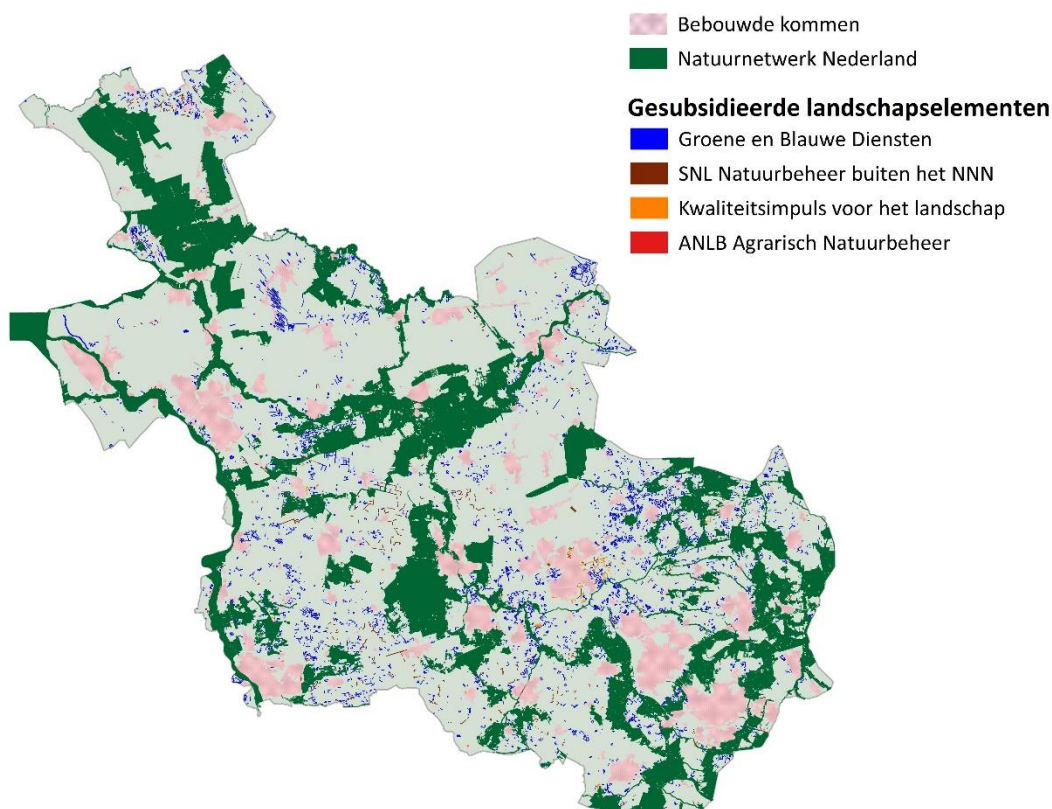 Bebouwde kommen
Natuurnetwerk Nederland
Gesubsidieerde landschapselementen
Groene en Blauwe Diensten
SNL Natuurbeheer buiten het NNN
Kwaliteitsimpuls voor het landschap
ANLB Agrarisch Natuurbeheer